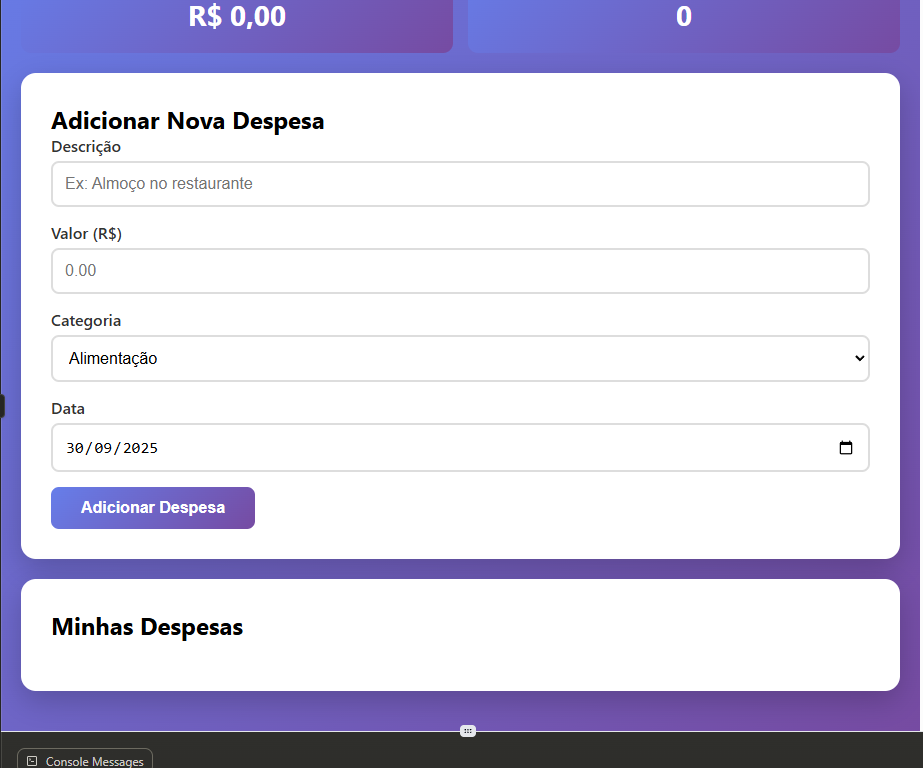 R$ 0,00
0
Adicionar Nova Despesa
Descrição
Ex: Almoço no restaurante
Valor (R$)
0.00
Categoria
Alimentação
Data
30/09/2025
Adicionar Despesa
Minhas Despesas
Console Messages